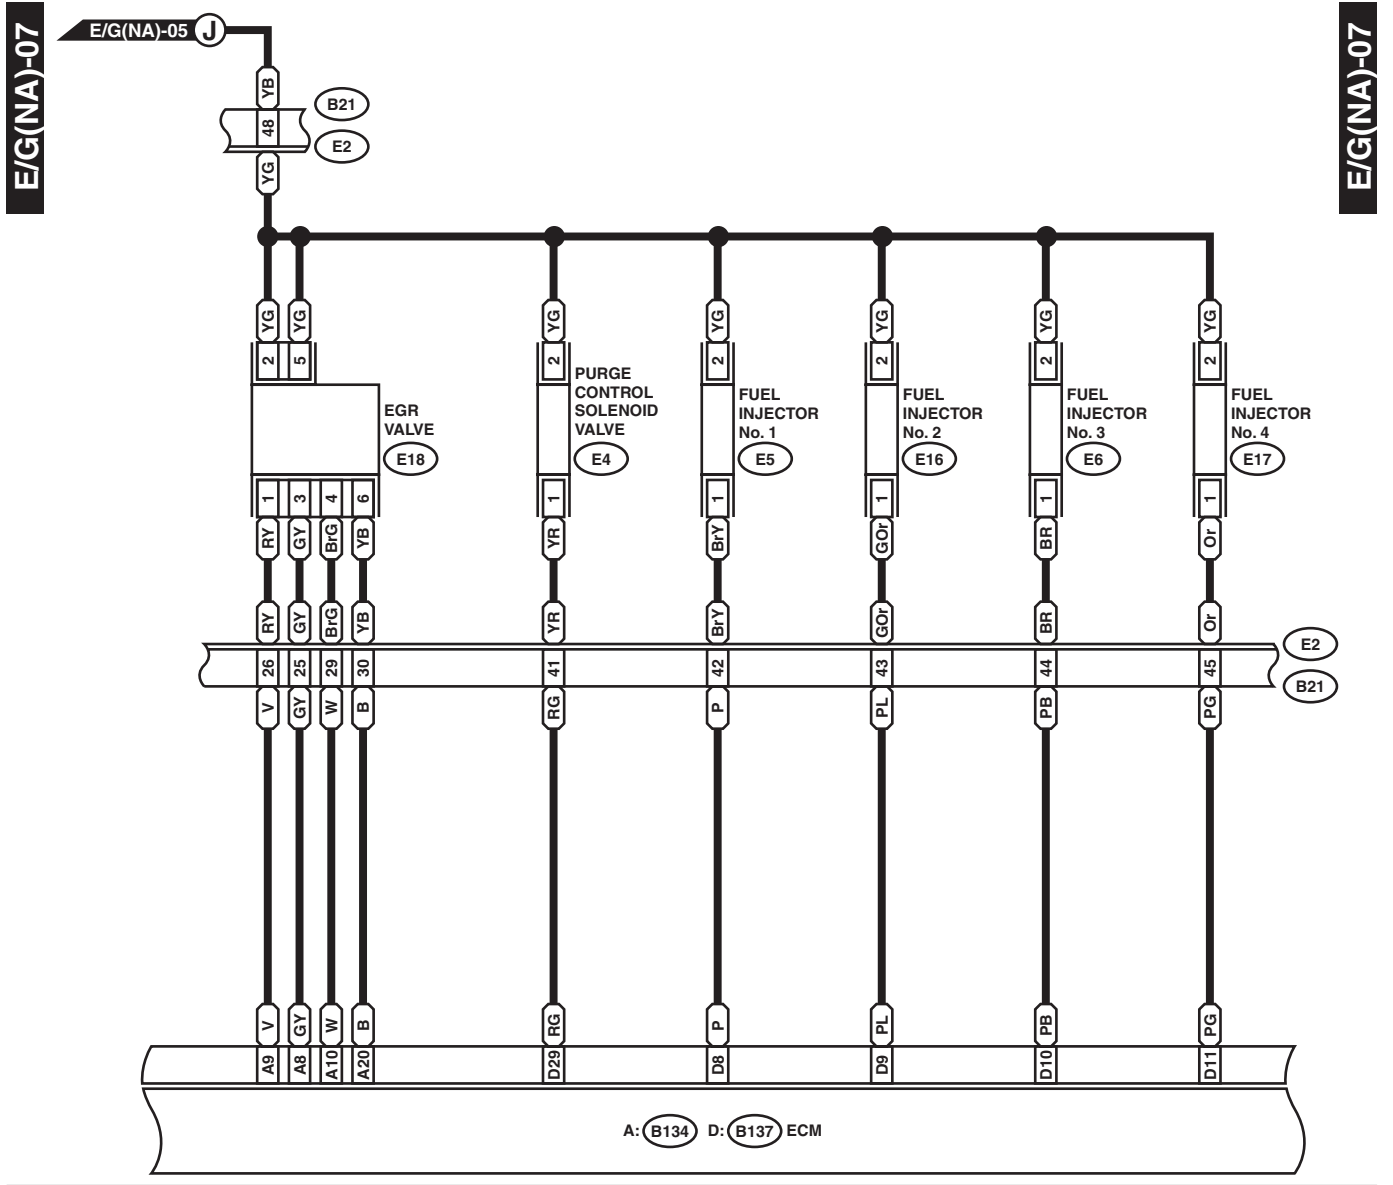 E/G(NA)-07
E/G(NA)-05 J
E/G(NA)-07
YB
48
B21
E2
YG
YG YG YG YG YG YG YG
2 5 2 2 2 2 2
EGR
VALVE
E18
PURGE
CONTROL
SOLENOID
VALVE
E4
FUEL
INJECTOR
No. 1
E5
FUEL
INJECTOR
No. 2
E16
FUEL
INJECTOR
No. 3
E6
FUEL
INJECTOR
No. 4
E17
1 3 4 6 1 1 1 1 1
RY GY BrG YB YR BrY GOr BR Or
RY GY BrG YB YR BrY GOr BR Or
E2
26 25 29 30 41 42 43 44 45
B21
V GY W B RG P PL PB PG
V GY W B RG P PL PB PG
A9 A8 A10 A20 D29 D8 D9 D10 D11
A: B134 D: B137 ECM